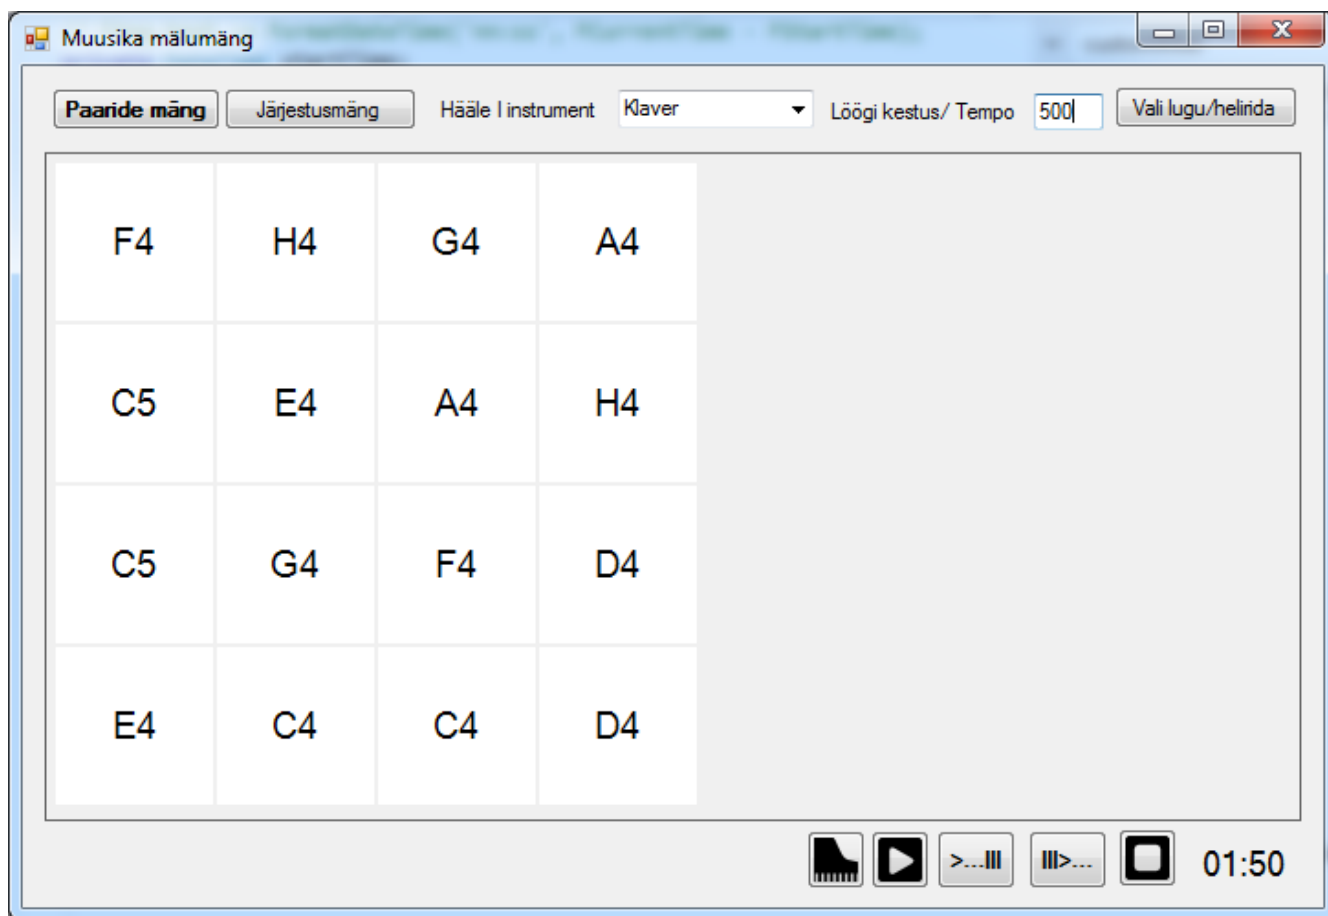 Muusika mälumäng
Paaride mäng Järjestusmäng Hääle I instrument Klaver Löögi kestus/ Tempo 500 Vali lugu/helirida
F4 H4 G4 A4
C5 E4 A4 H4
C5 G4 F4 D4
E4 C4 C4 D4
>...III III>... 01:50